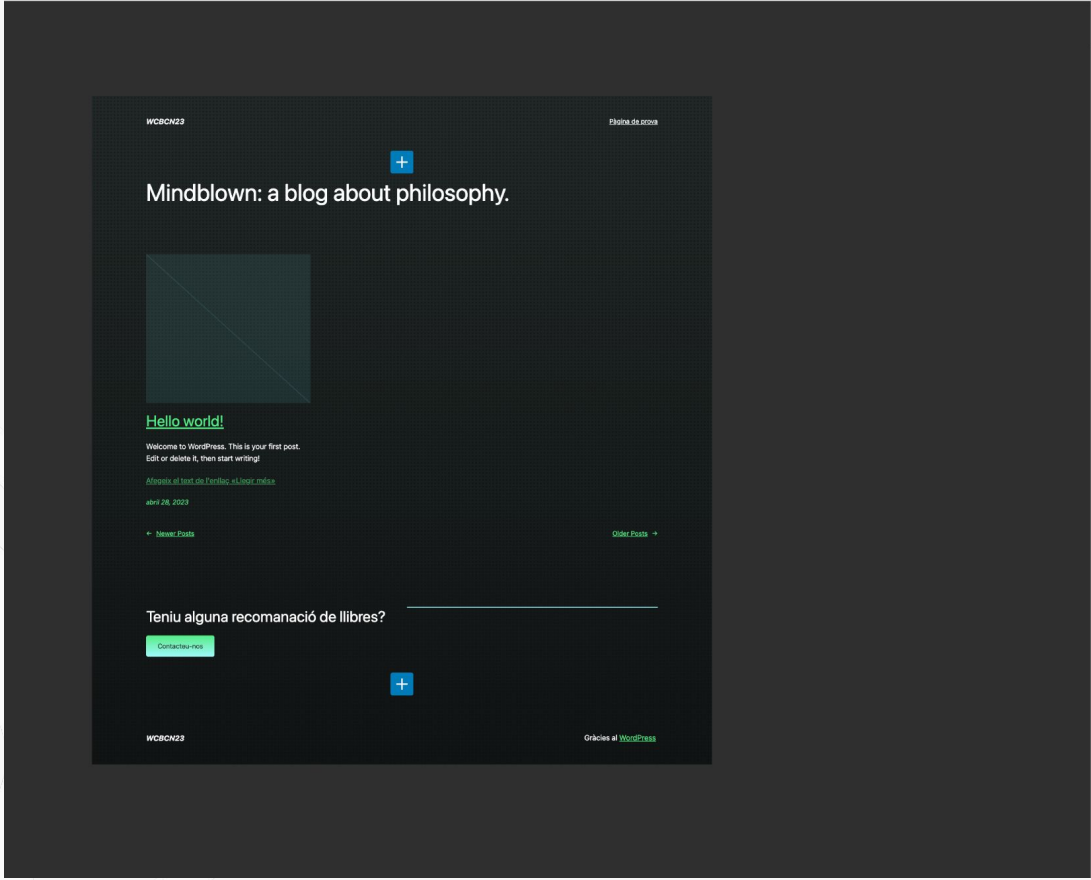 WCBCN23
Pàgina de prova
Mindblown: a blog about philosophy.
Hello world!
Welcome to WordPress. This is your first post.
Edit or delete it, then start writing!
Afegeix el text de l'enllaç «Llegir més»
abril 28, 2023
← Newer Posts
Older Posts →
Teniu alguna recomanació de llibres?
Contacteu-nos
WCBCN23
Gràcies al WordPress